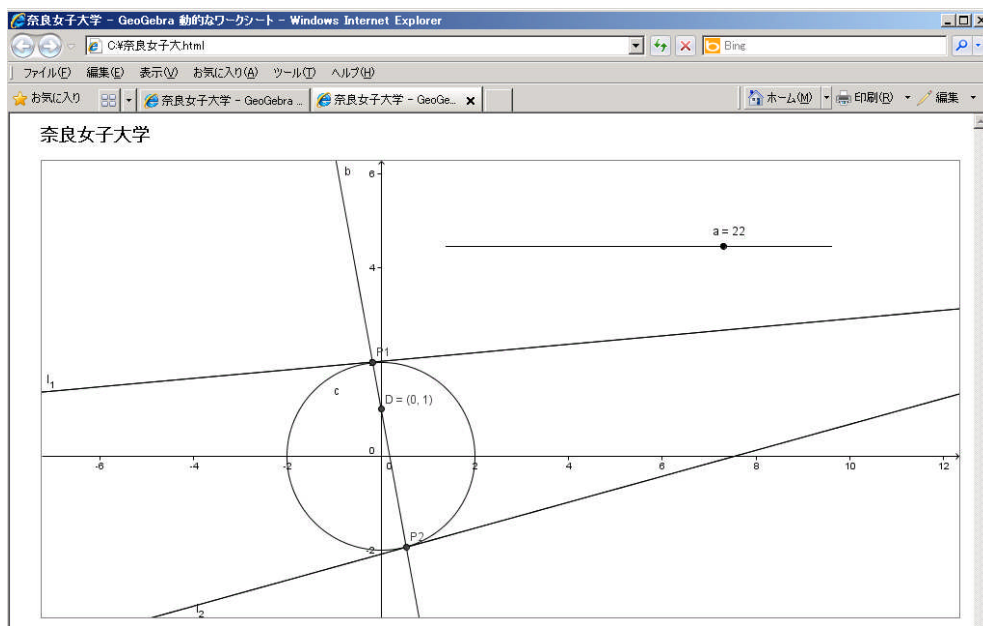 奈良女子大学 - GeoGebra 動的なワークシート - Windows Internet Explorer
C:¥奈良女子大.html
Bing
ファイル(F) 編集(E) 表示(V) お気に入り(A) ツール(T) ヘルプ(H)
お気に入り 奈良女子大学 - GeoGebra ... 奈良女子大学 - GeoGe... ホーム(M) 印刷(R) 編集
奈良女子大学
b
6
a = 22
4
P1
l1
c
D = (0, 1)
0
-6 -4 -2 0 2 4 6 8 10 12
P2
-2
l2